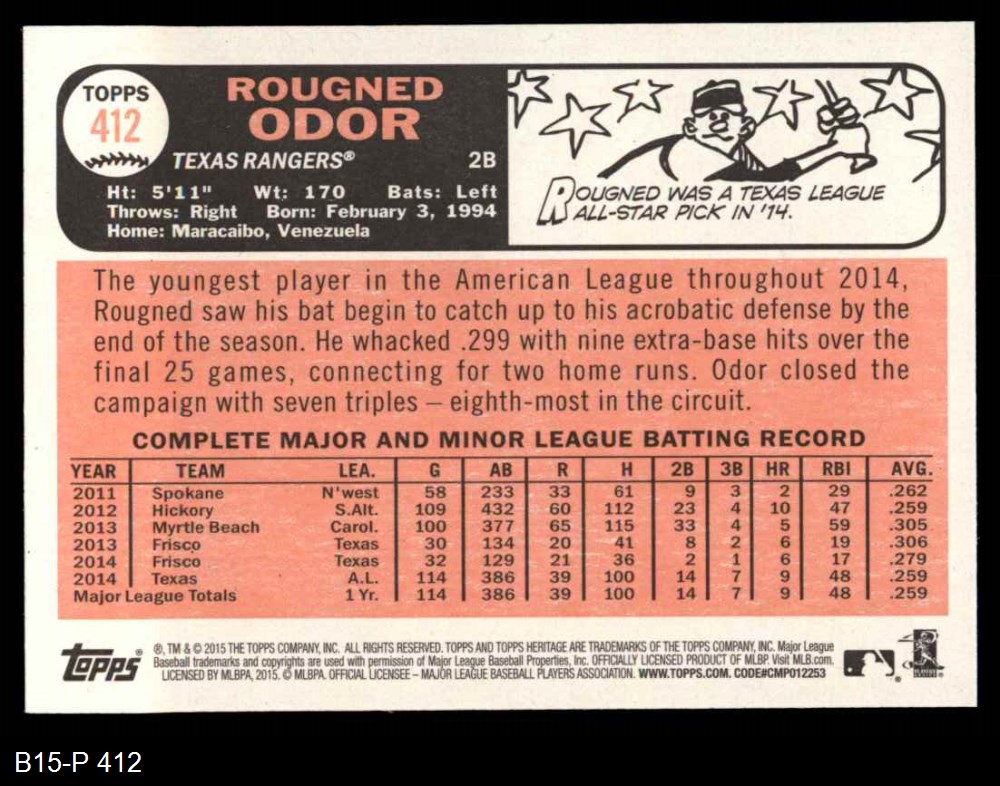 TOPPS
412
ROUGNED
ODOR
TEXAS RANGERS® 2B
Ht: 5'11" Wt: 170 Bats: Left
Throws: Right Born: February 3, 1994
Home: Maracaibo, Venezuela
ROUGNED WAS A TEXAS LEAGUE
ALL-STAR PICK IN '14.
The youngest player in the American League throughout 2014,
Rougned saw his bat begin to catch up to his acrobatic defense by the
end of the season. He whacked .299 with nine extra-base hits over the
final 25 games, connecting for two home runs. Odor closed the
campaign with seven triples – eighth-most in the circuit.
COMPLETE MAJOR AND MINOR LEAGUE BATTING RECORD
YEAR TEAM LEA. G AB R H 2B 3B HR RBI AVG.
2011 Spokane N'west 58 233 33 61 9 3 2 29 .262
2012 Hickory S.Alt. 109 432 60 112 23 4 10 47 .259
2013 Myrtle Beach Carol. 100 377 65 115 33 4 5 59 .305
2013 Frisco Texas 30 134 20 41 8 2 6 19 .306
2014 Frisco Texas 32 129 21 36 2 1 6 17 .279
2014 Texas A.L. 114 386 39 100 14 7 9 48 .259
Major League Totals 1 Yr. 114 386 39 100 14 7 9 48 .259
Topps®
®, TM & © 2015 THE TOPPS COMPANY, INC. ALL RIGHTS RESERVED. TOPPS AND TOPPS HERITAGE ARE TRADEMARKS OF THE TOPPS COMPANY, INC. Major League
Baseball trademarks and copyrights are used with permission of Major League Baseball Properties, Inc. OFFICIALLY LICENSED PRODUCT OF MLBP. Visit MLB.com.
LICENSED BY MLBPA, 2015. © MLBPA. OFFICIAL LICENSEE – MAJOR LEAGUE BASEBALL PLAYERS ASSOCIATION. WWW.TOPPS.COM. CODE#CMP012253
B15-P 412